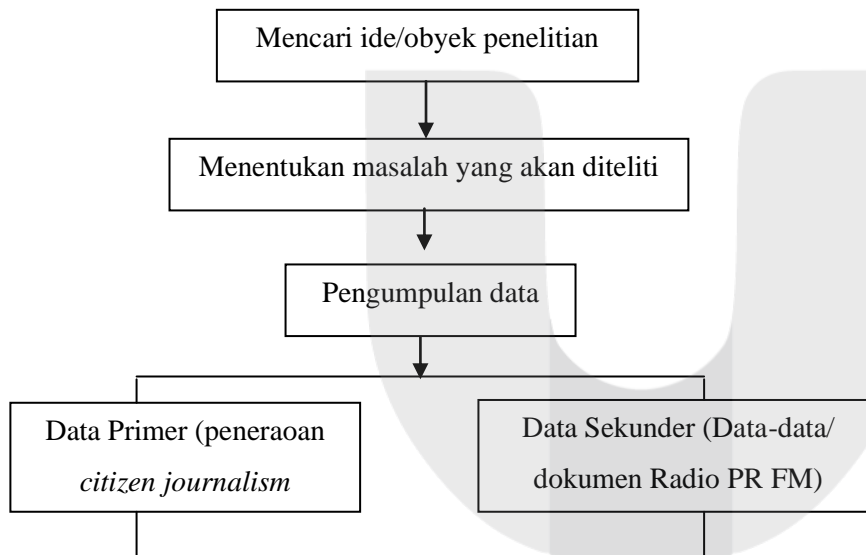 Mencari ide/obyek penelitian
Menentukan masalah yang akan diteliti
Pengumpulan data
Data Primer (peneraoan
citizen journalism
Data Sekunder (Data-data/
dokumen Radio PR FM)